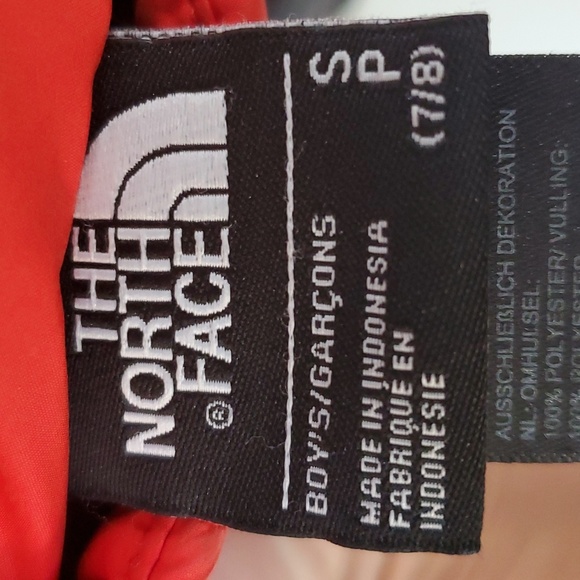 THE
NORTH
FACE
®
BOY'S/GARÇONS S
P
MADE IN INDONESIA (7/8)
FABRIQUE EN
INDONESIE
AUSSCHLIEßLICH DEKORATION
NL: OMHULSEL:
100% POLYESTER/ VULLING:
100%